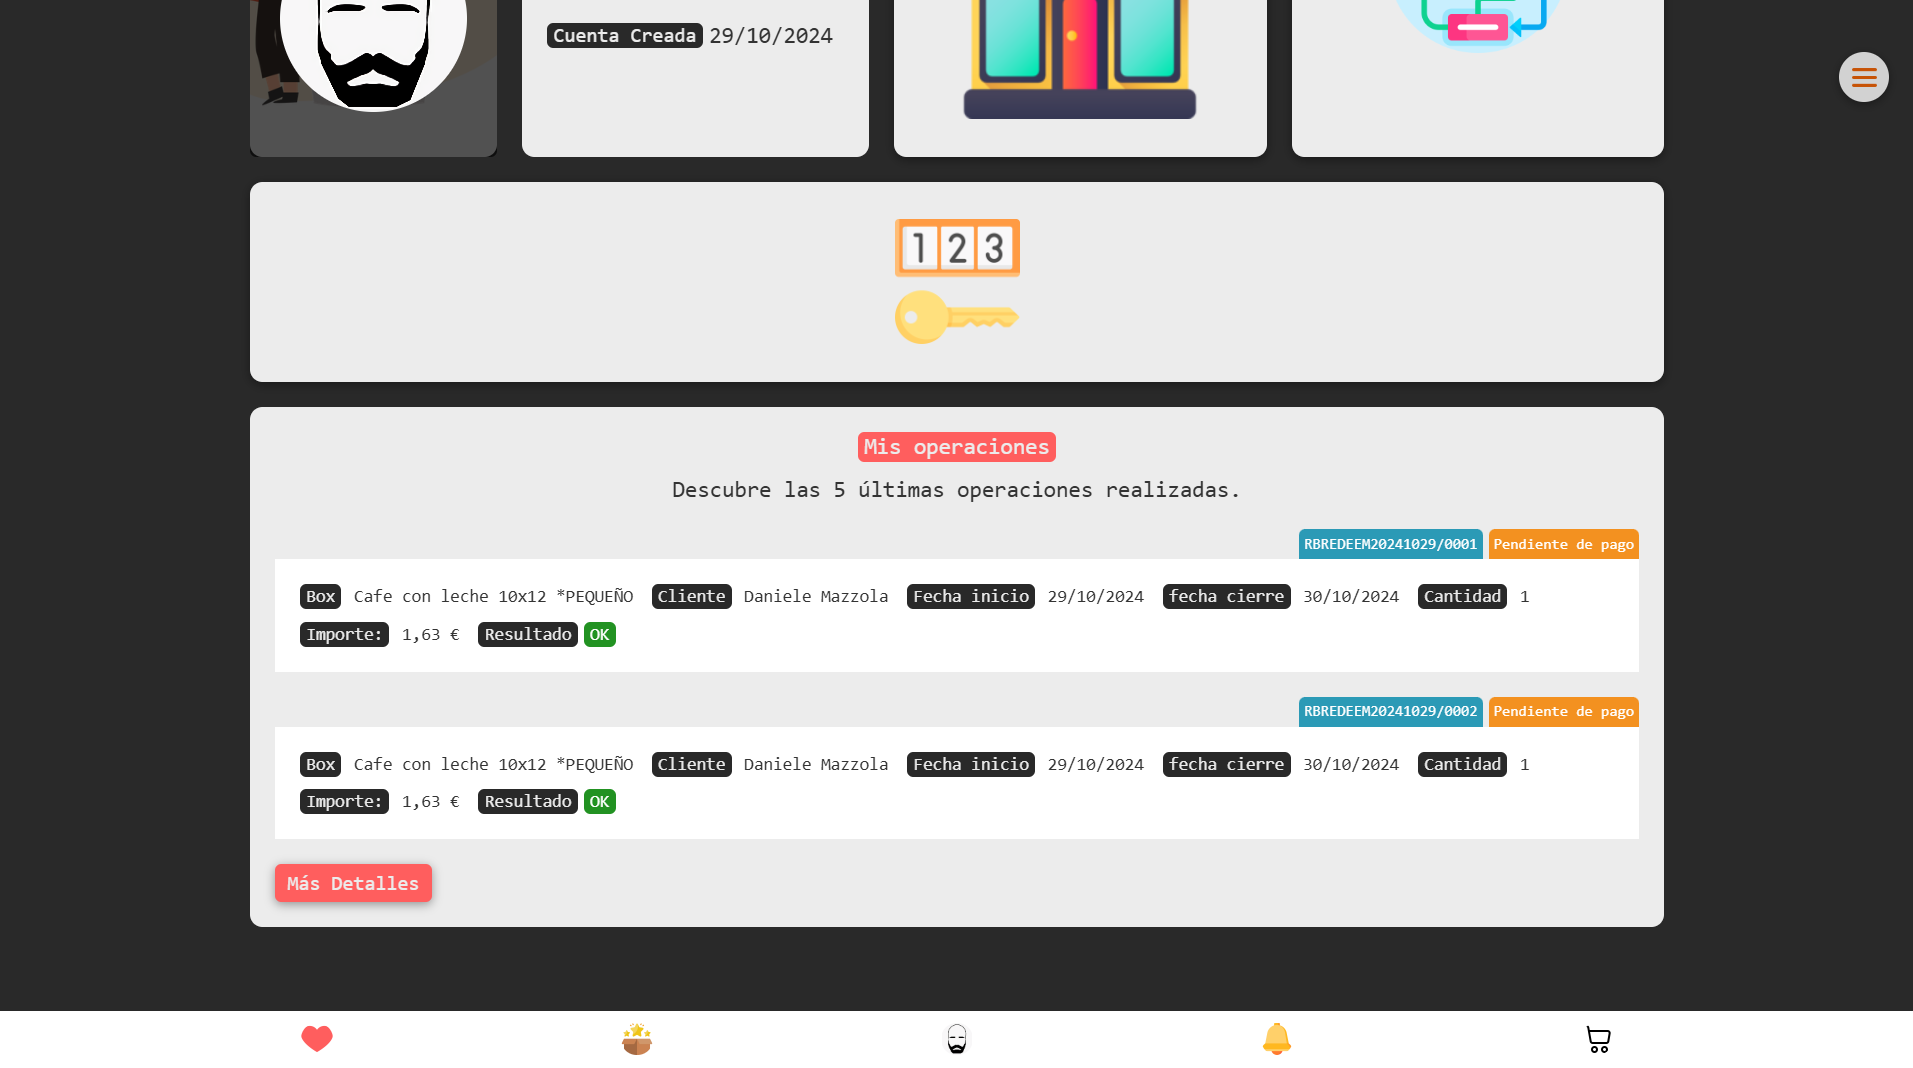 Cuenta Creada 29/10/2024
123
Mis operaciones
Descubre las 5 últimas operaciones realizadas.
RBREDEEM20241029/0001 Pendiente de pago
Box Cafe con leche 10x12 *PEQUEÑO Cliente Daniele Mazzola Fecha inicio 29/10/2024 fecha cierre 30/10/2024 Cantidad 1
Importe: 1,63 € Resultado OK
RBREDEEM20241029/0002 Pendiente de pago
Box Cafe con leche 10x12 *PEQUEÑO Cliente Daniele Mazzola Fecha inicio 29/10/2024 fecha cierre 30/10/2024 Cantidad 1
Importe: 1,63 € Resultado OK
Más Detalles